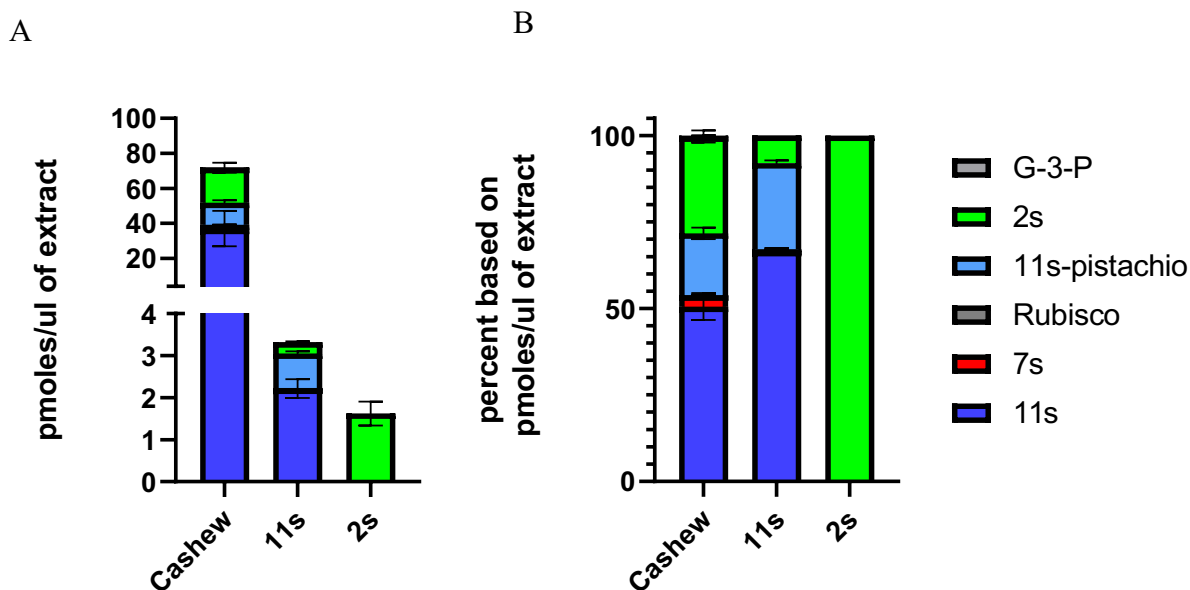 A
B
pmoles/ul of extract
100
80
60
40
20
4
3
2
1
0
Cashew
11s
2s
percent based on
pmoles/ul of extract
100
50
0
Cashew
11s
2s
G-3-P
2s
11s-pistachio
Rubisco
7s
11s